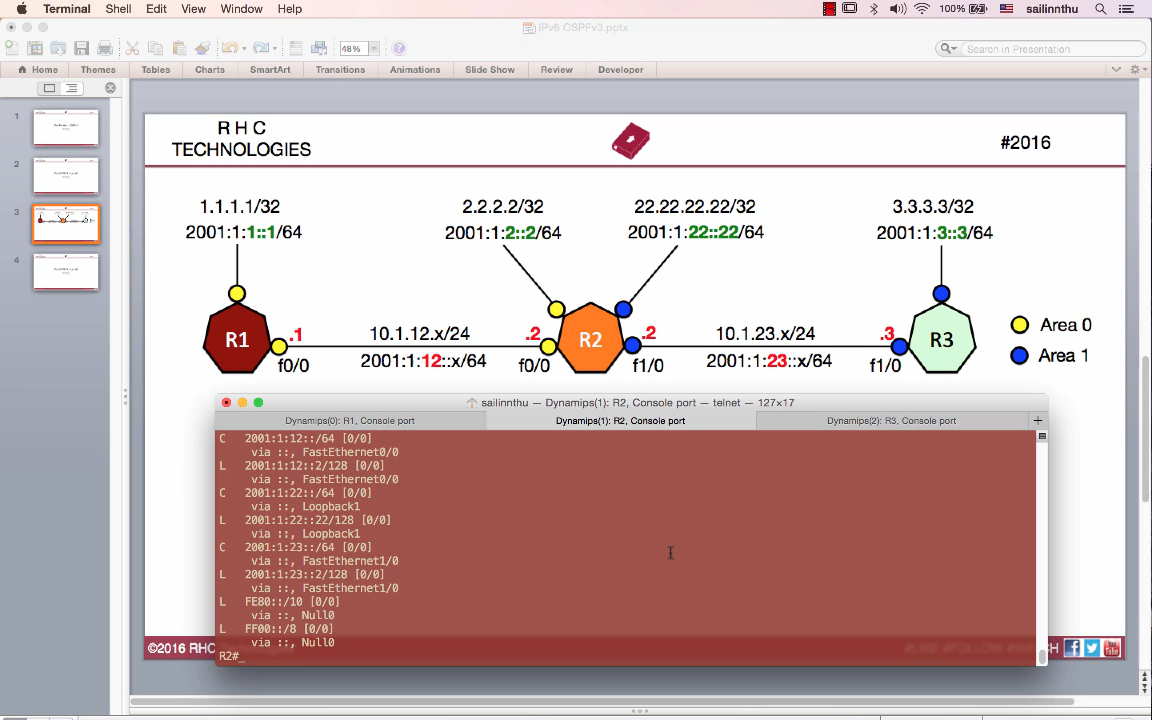 Terminal Shell Edit View Window Help 100% sailinnthu
IPv6 OSPFv3.pptx
48% Search in Presentation
Home Themes Tables Charts SmartArt Transitions Animations Slide Show Review Developer
1
2
3
4
R H C
TECHNOLOGIES
#2016
1.1.1.1/32 2.2.2.2/32 22.22.22.22/32 3.3.3.3/32
2001:1:1::1/64 2001:1:2::2/64 2001:1:22::22/64 2001:1:3::3/64
R1 .1 10.1.12.x/24 .2 R2 .2 10.1.23.x/24 .3 R3
f0/0 2001:1:12::x/64 f0/0 f1/0 2001:1:23::x/64 f1/0
Area 0
Area 1
sailinnthu — Dynamips(1): R2, Console port — telnet — 127×17
Dynamips(0): R1, Console port Dynamips(1): R2, Console port Dynamips(2): R3, Console port
C 2001:1:12::/64 [0/0]
via ::, FastEthernet0/0
L 2001:1:12::2/128 [0/0]
via ::, FastEthernet0/0
C 2001:1:22::/64 [0/0]
via ::, Loopback1
L 2001:1:22::22/128 [0/0]
via ::, Loopback1
C 2001:1:23::/64 [0/0]
via ::, FastEthernet1/0
L 2001:1:23::2/128 [0/0]
via ::, FastEthernet1/0
L FE80::/10 [0/0]
via ::, Null0
L FF00::/8 [0/0]
via ::, Null0
R2#_
©2016 RHC